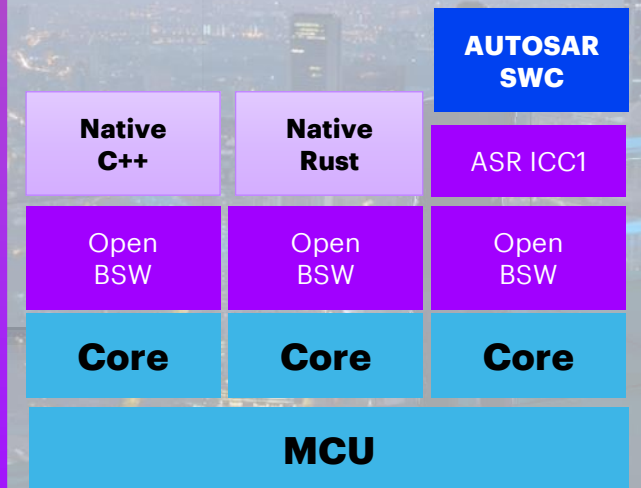 AUTOSAR
SWC
Native
C++
Native
Rust
ASR ICC1
Open
BSW
Open
BSW
Open
BSW
Core
Core
Core
MCU